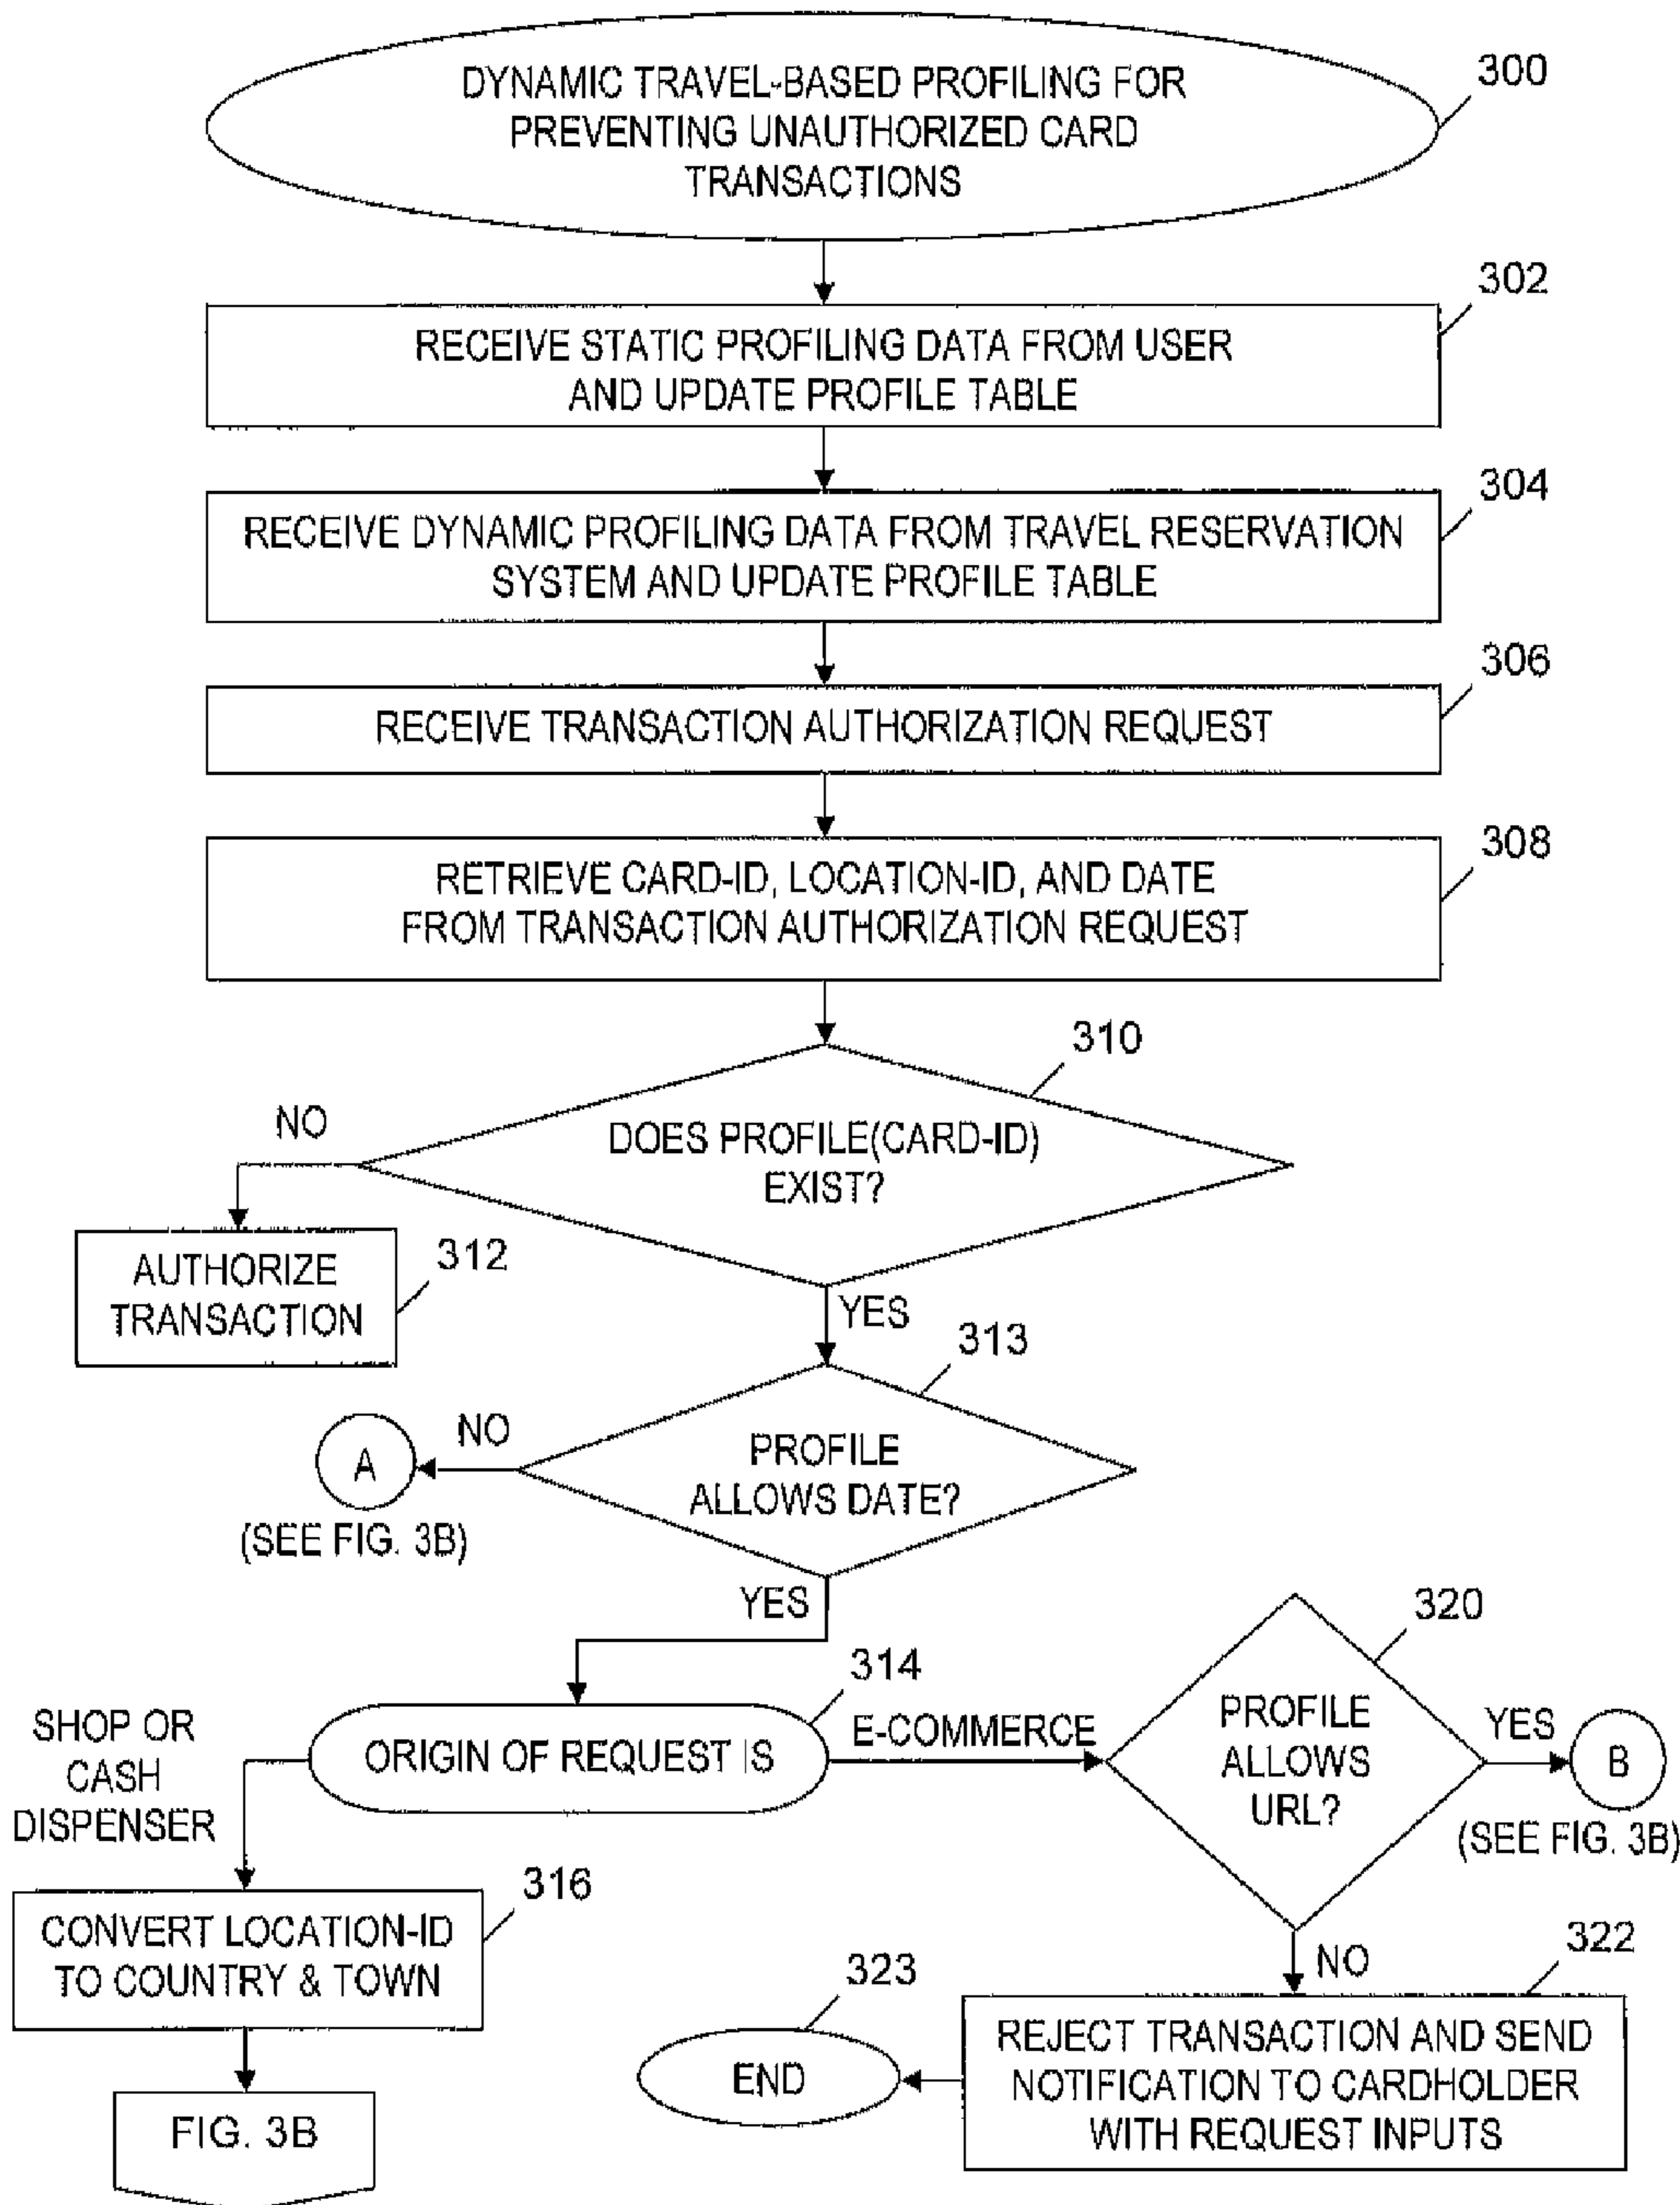 DYNAMIC TRAVEL-BASED PROFILING FOR
PREVENTING UNAUTHORIZED CARD
TRANSACTIONS
300
302
RECEIVE STATIC PROFILING DATA FROM USER
AND UPDATE PROFILE TABLE
304
RECEIVE DYNAMIC PROFILING DATA FROM TRAVEL RESERVATION
SYSTEM AND UPDATE PROFILE TABLE
306
RECEIVE TRANSACTION AUTHORIZATION REQUEST
308
RETRIEVE CARD-ID, LOCATION-ID, AND DATE
FROM TRANSACTION AUTHORIZATION REQUEST
310
NO
DOES PROFILE(CARD-ID)
EXIST?
312
AUTHORIZE
TRANSACTION
YES
313
NO
A
PROFILE
ALLOWS DATE?
(SEE FIG. 3B)
YES
314
SHOP OR
CASH
DISPENSER
ORIGIN OF REQUEST IS
E-COMMERCE
320
PROFILE
ALLOWS
URL?
YES
B
(SEE FIG. 3B)
316
CONVERT LOCATION-ID
TO COUNTRY & TOWN
FIG. 3B
NO
322
REJECT TRANSACTION AND SEND
NOTIFICATION TO CARDHOLDER
WITH REQUEST INPUTS
323
END